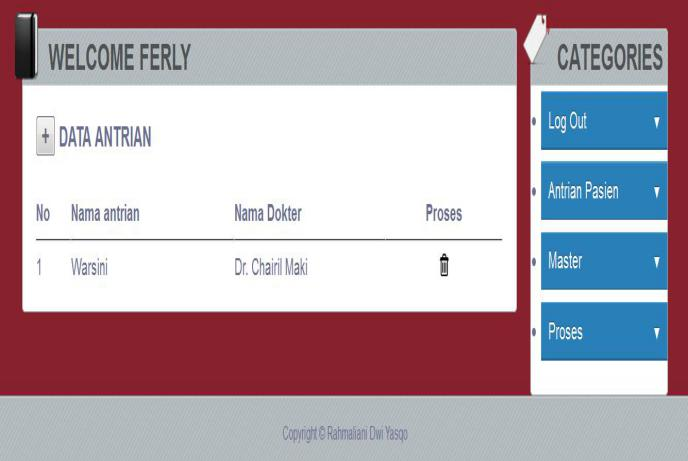 WELCOME FERLY
+ DATA ANTRIAN
No Nama antrian Nama Dokter Proses
1 Warsini Dr. Chairil Maki
CATEGORIES
Log Out
Antrian Pasien
Master
Proses
Copyright © Rahmaliani Dwi Yasqo